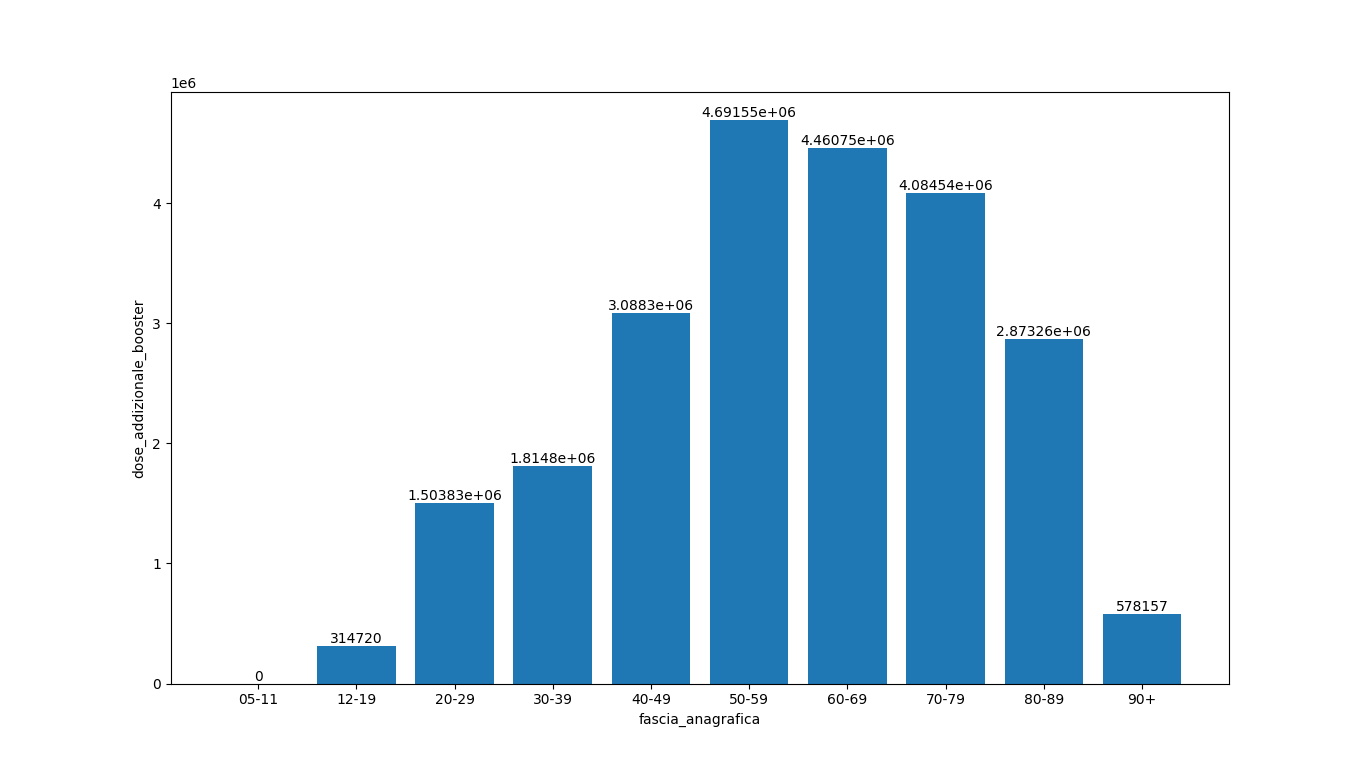 1e6
4.69155e+06
4.46075e+06
4.08454e+06
4
3.0883e+06
2.87326e+06
3
dose_addizionale_booster
2
1.8148e+06
1.50383e+06
1
578157
314720
0
0
05-11 12-19 20-29 30-39 40-49 50-59 60-69 70-79 80-89 90+
fascia_anagrafica